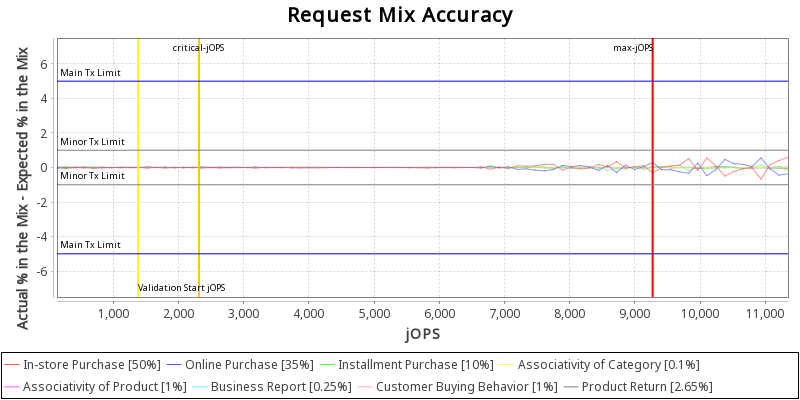 Request Mix Accuracy
critical-jOPS
max-jOPS
Main Tx Limit
Minor Tx Limit
Minor Tx Limit
Main Tx Limit
Validation Start jOPS
6
4
2
0
-2
-4
-6
Actual % in the Mix - Expected % in the Mix
1,000 2,000 3,000 4,000 5,000 6,000 7,000 8,000 9,000 10,000 11,000
jOPS
In-store Purchase [50%] Online Purchase [35%] Installment Purchase [10%] Associativity of Category [0.1%]
Associativity of Product [1%] Business Report [0.25%] Customer Buying Behavior [1%] Product Return [2.65%]